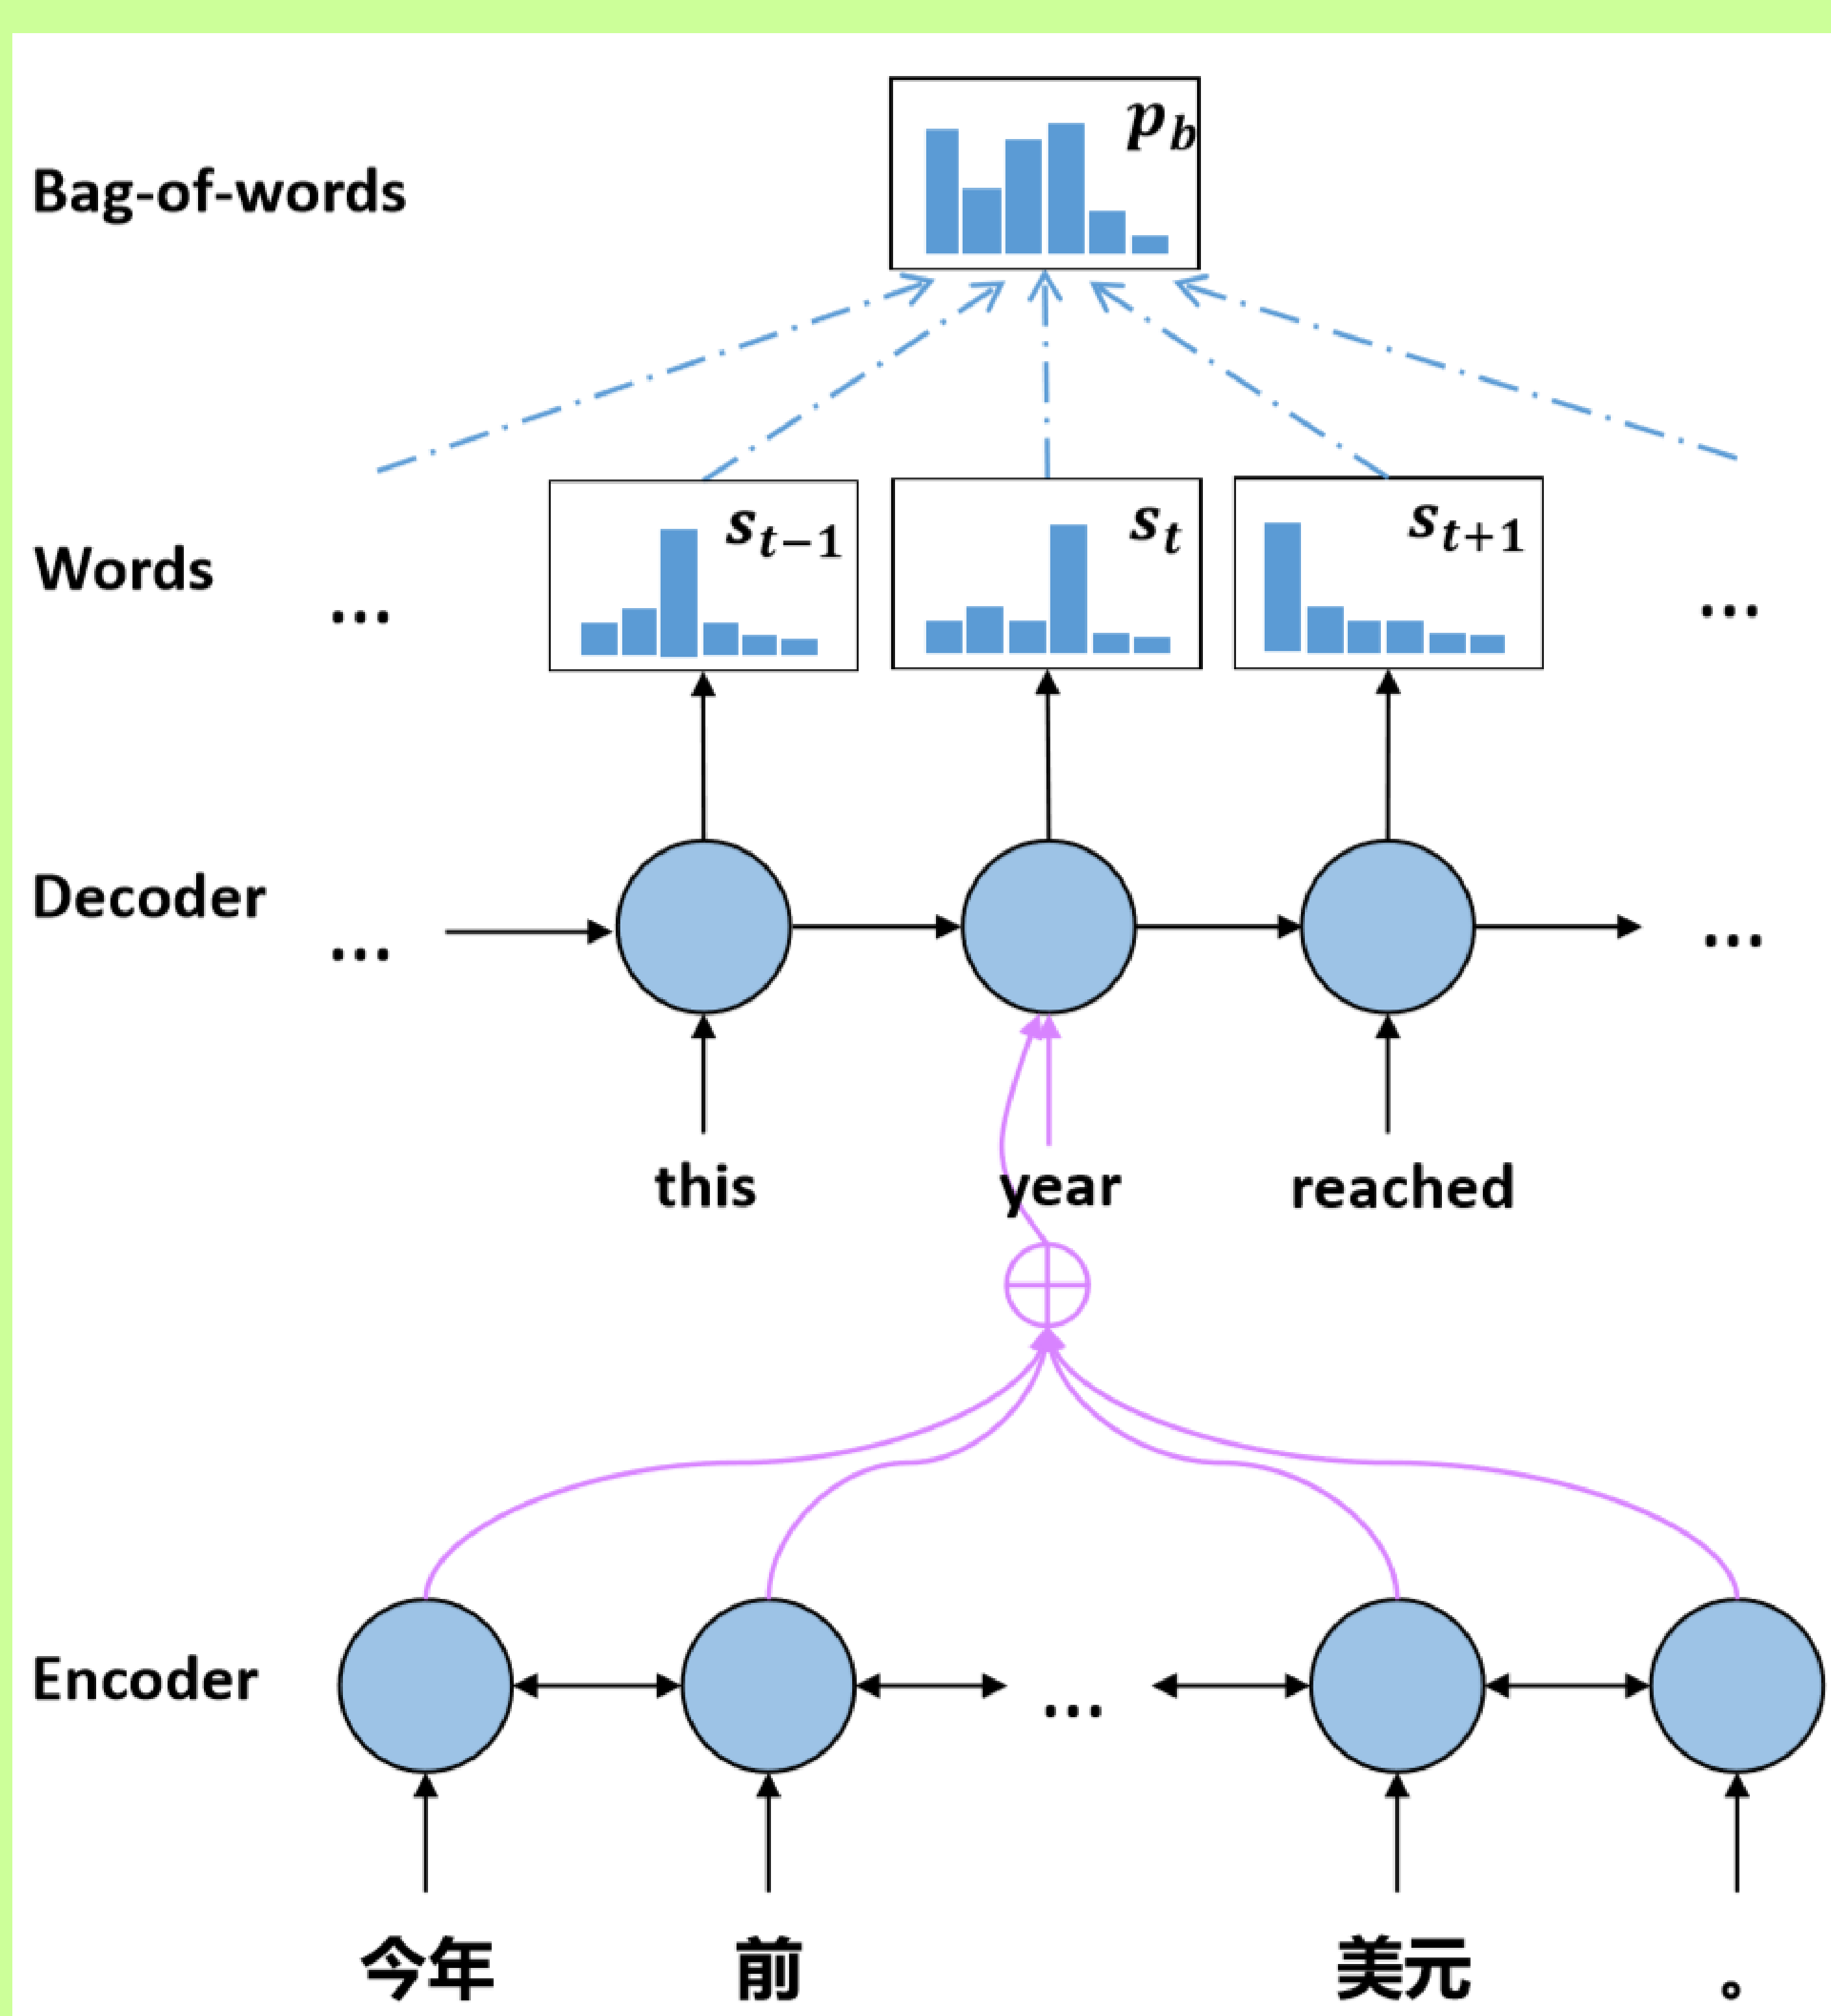 p_b
Bag-of-words
s_{t-1} s_t s_{t+1}
Words
... ...
Decoder
... ...
this year reached
Encoder
...
今年 前 美元 。